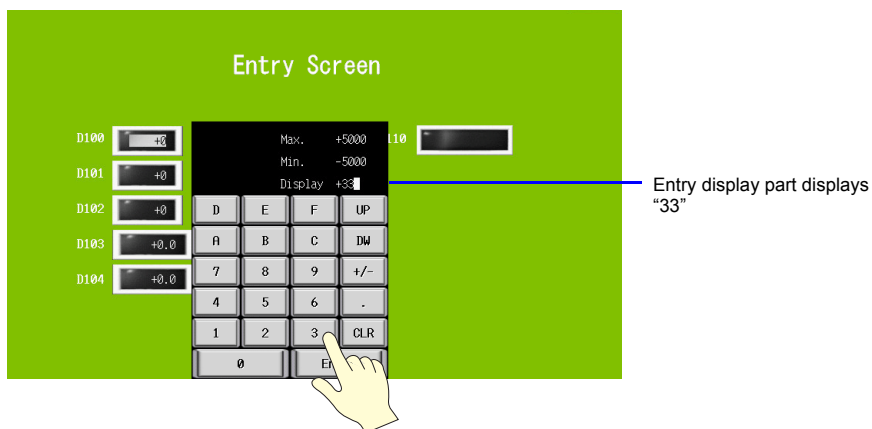 Entry Screen
D100 +0
Max. +5000
110
D101 +0
Min. -5000
Display +33
Entry display part displays
“33”
D102 +0
D E F UP
D103 +0.0
A B C DW
D104 +0.0
7 8 9 +/-
4 5 6 .
1 2 3 CLR
0